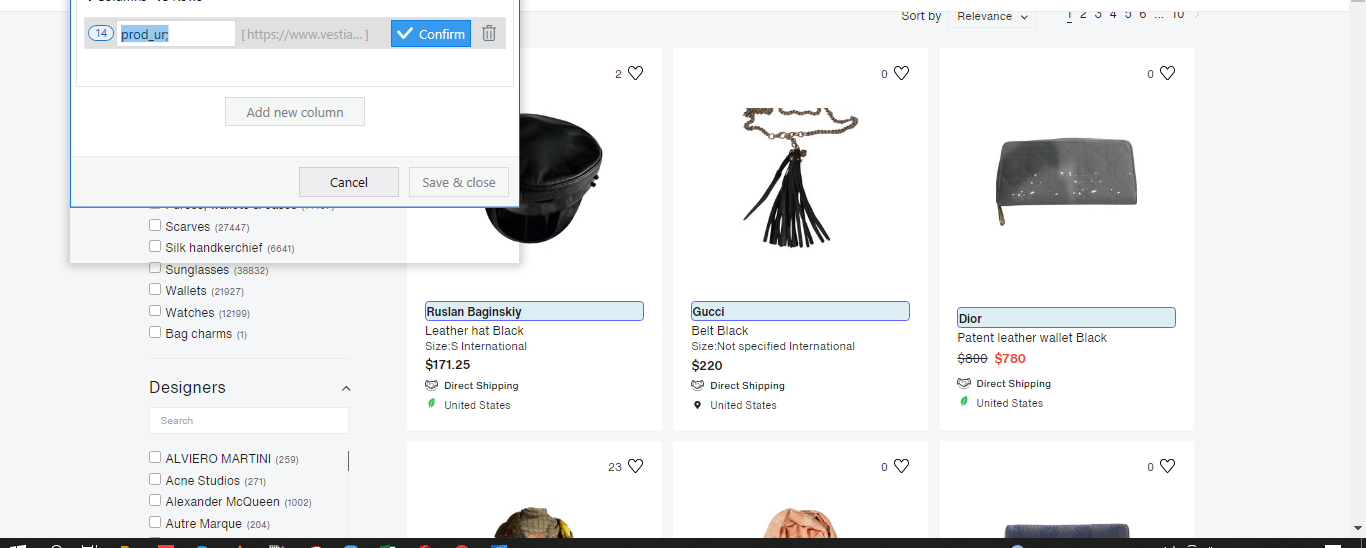 Sort by Relevance 1 2 3 4 5 6 ... 10
14 prod_ur; [https://www.vestia... ] Confirm
Add new column
Cancel Save & close
Scarves (27447)
Silk handkerchief (6641)
Sunglasses (38832)
Wallets (21927)
Watches (12199)
Bag charms (1)
Designers
Search
ALVIERO MARTINI (259)
Acne Studios (271)
Alexander McQueen (1002)
Autre Marque (204)
2
Ruslan Baginskiy
Leather hat Black
Size:S International
$171.25
Direct Shipping
United States
0
Gucci
Belt Black
Size:Not specified International
$220
Direct Shipping
United States
0
Dior
Patent leather wallet Black
$800 $780
Direct Shipping
United States
23
0
0